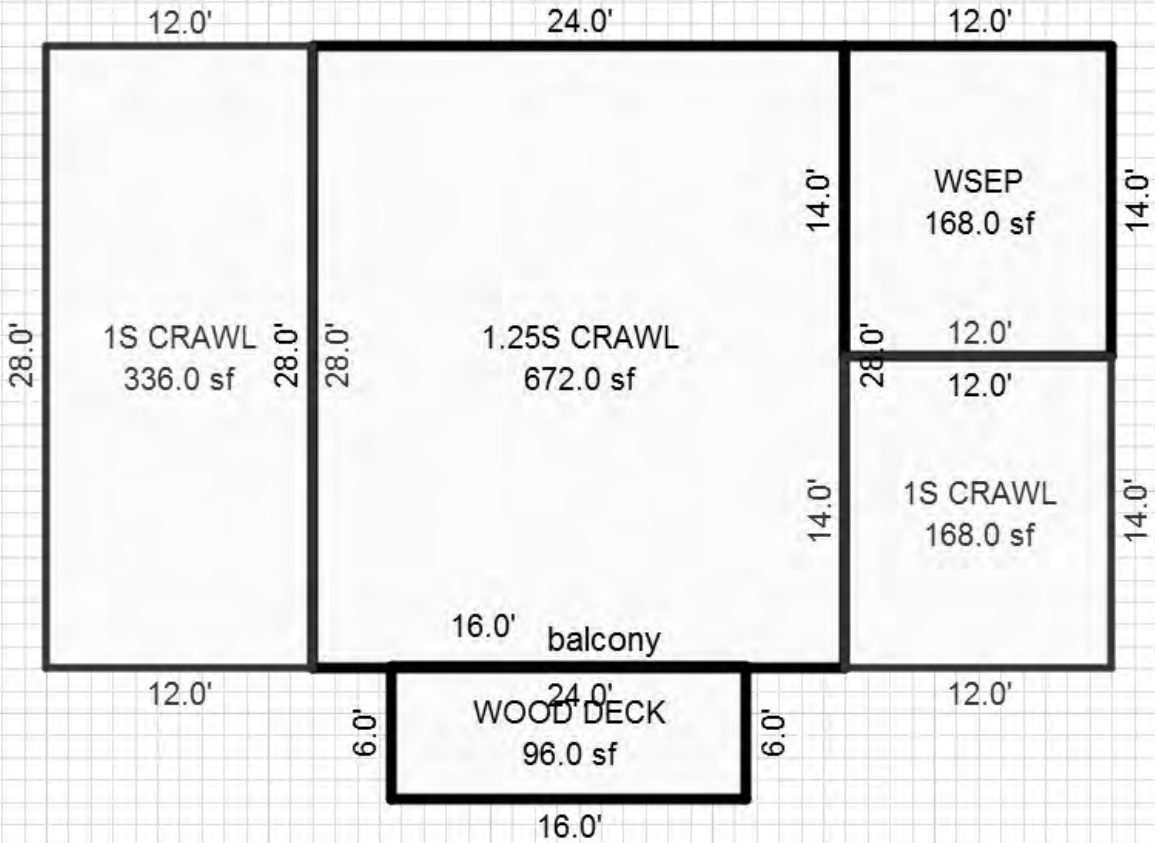 12.0'
24.0'
12.0'
14.0'
WSEP
168.0 sf
14.0'
28.0'
1S CRAWL
336.0 sf
28.0'
28.0'
1.25S CRAWL
672.0 sf
28.0'
12.0'
12.0'
14.0'
1S CRAWL
168.0 sf
14.0'
16.0'
balcony
12.0'
24.0'
12.0'
6.0'
WOOD DECK
96.0 sf
6.0'
16.0'